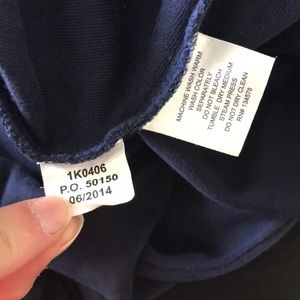 1K0406
P.O. 50150
06/2014
MACHINE WASH WARM
WASH COLOR
SEPARATELY
DO NOT BLEACH
TUMBLE DRY MEDIUM
STEAM PRESS
DO NOT DRY CLEAN
RN# 134578